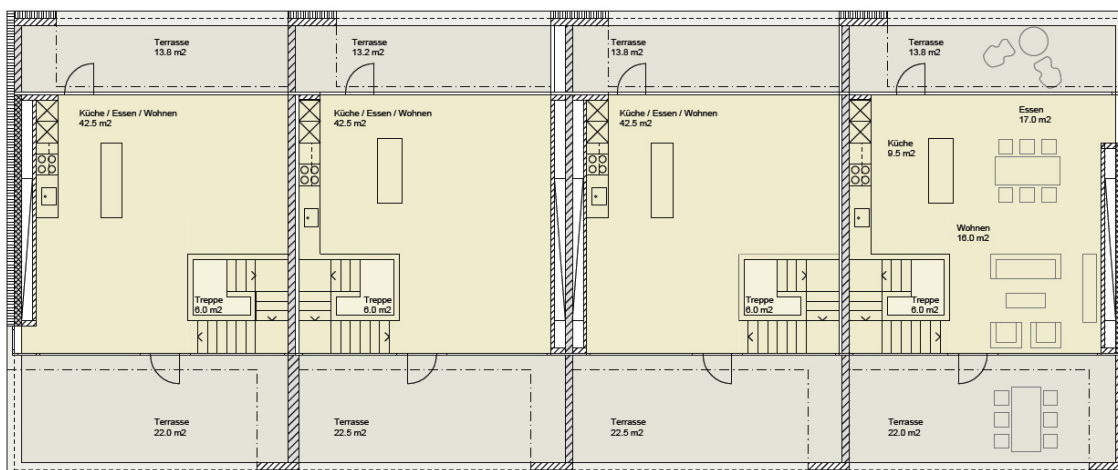 Terrasse
13.8 m2
Terrasse
13.2 m2
Terrasse
13.8 m2
Terrasse
13.8 m2
Küche / Essen / Wohnen
42.5 m2
Küche / Essen / Wohnen
42.5 m2
Küche / Essen / Wohnen
42.5 m2
Essen
17.0 m2
Küche
9.5 m2
Wohnen
16.0 m2
Treppe
6.0 m2
Treppe
6.0 m2
Treppe
6.0 m2
Treppe
6.0 m2
Terrasse
22.0 m2
Terrasse
22.5 m2
Terrasse
22.5 m2
Terrasse
22.0 m2